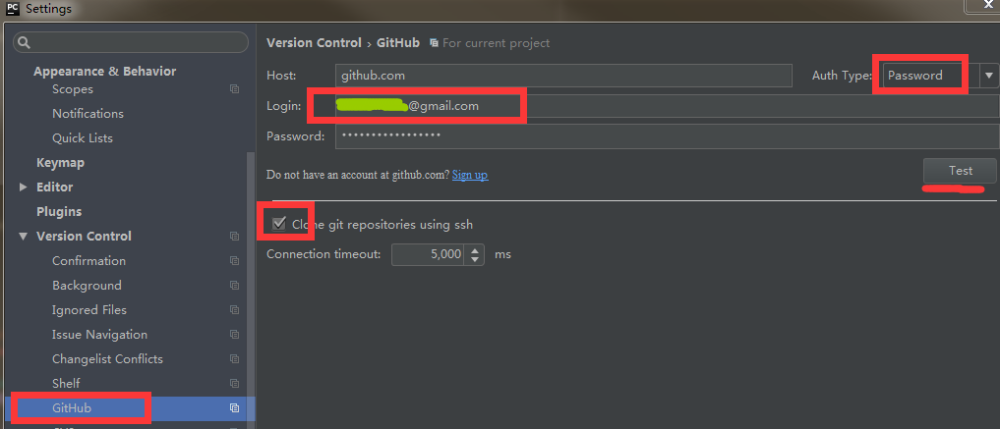 PC Settings
Version Control › GitHub For current project
Appearance & Behavior
Scopes
Notifications
Quick Lists
Keymap
Editor
Plugins
Version Control
Confirmation
Background
Ignored Files
Issue Navigation
Changelist Conflicts
Shelf
GitHub
Host: github.com Auth Type: Password
Login: @gmail.com
Password: •••••••••••••••••
Do not have an account at github.com? Sign up
Test
Clone git repositories using ssh
Connection timeout: 5,000 ms